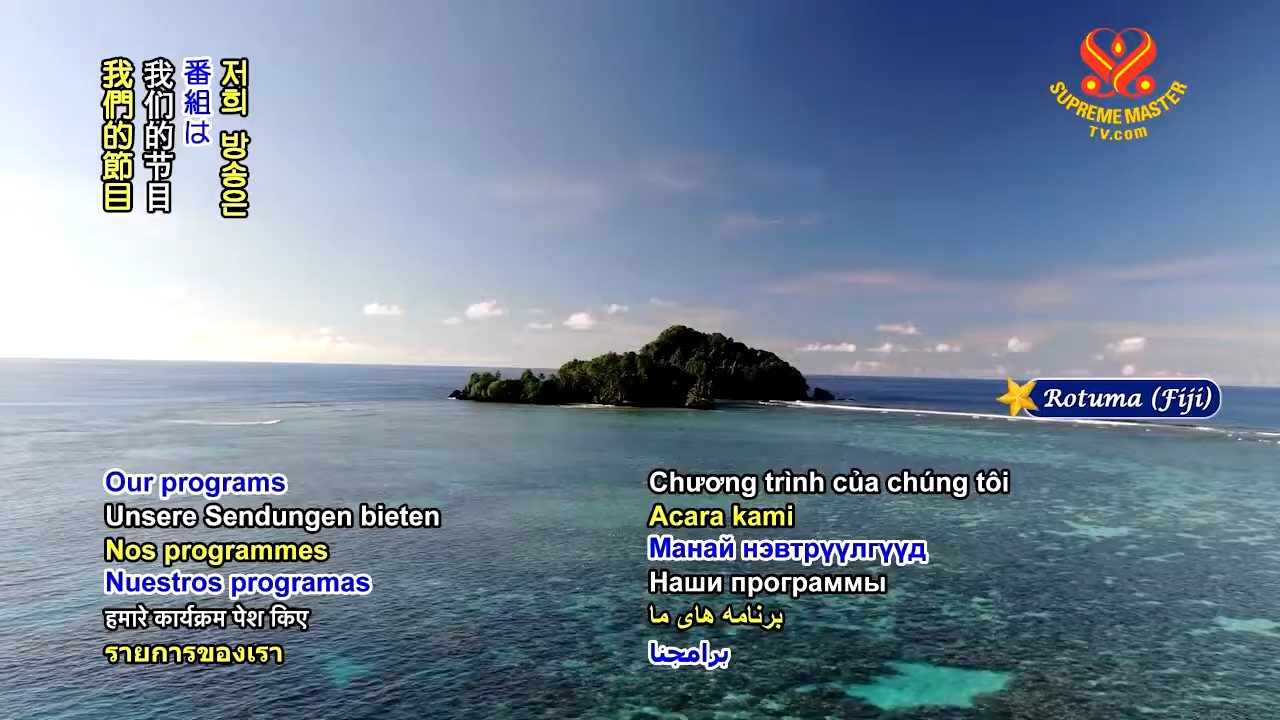 我們的節目
我们的节目
番組は
저희 방송은
SUPREME MASTER
TV.com
Rotuma (Fiji)
Our programs
Unsere Sendungen bieten
Nos programmes
Nuestros programas
हमारे कार्यक्रम पेश किए
รายการของเรา
Chương trình của chúng tôi
Acara kami
Манай нэвтрүүлгүүд
Наши программы
برنامه های ما
برامجنا